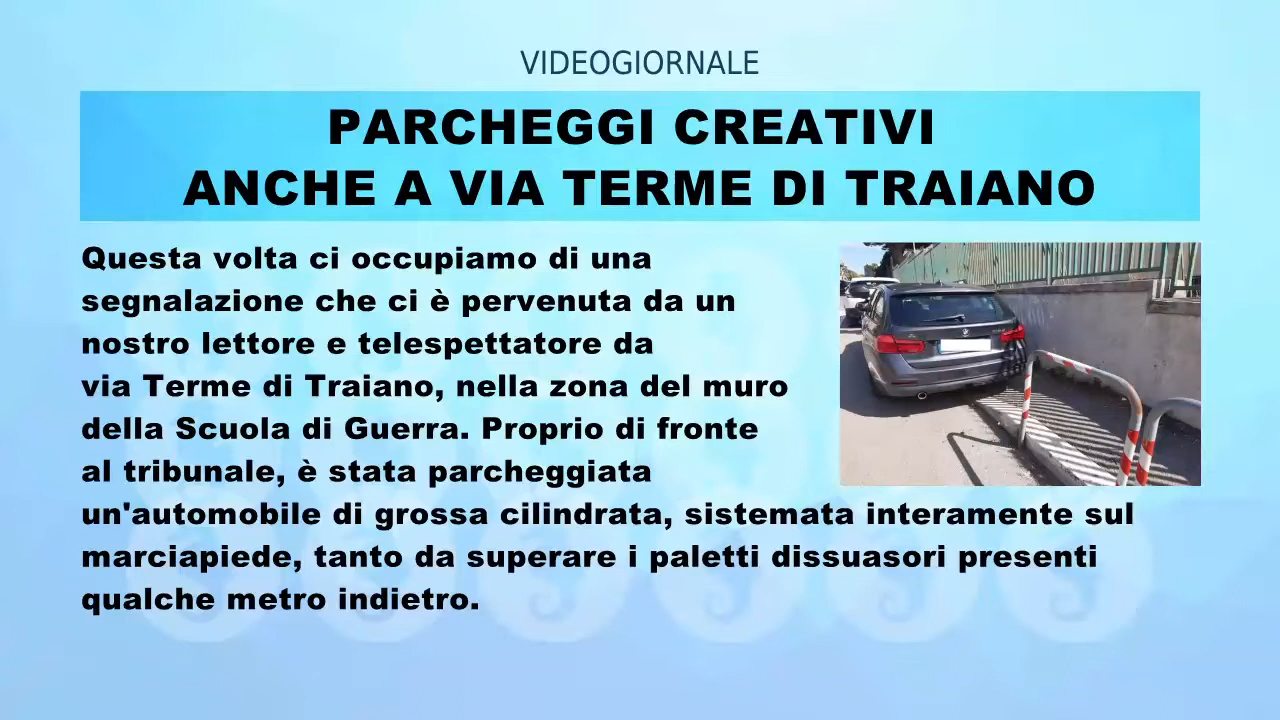 VIDEOGIORNALE
PARCHEGGI CREATIVI
ANCHE A VIA TERME DI TRAIANO
Questa volta ci occupiamo di una
segnalazione che ci è pervenuta da un
nostro lettore e telespettatore da
via Terme di Traiano, nella zona del muro
della Scuola di Guerra. Proprio di fronte
al tribunale, è stata parcheggiata
un'automobile di grossa cilindrata, sistemata interamente sul
marciapiede, tanto da superare i paletti dissuasori presenti
qualche metro indietro.